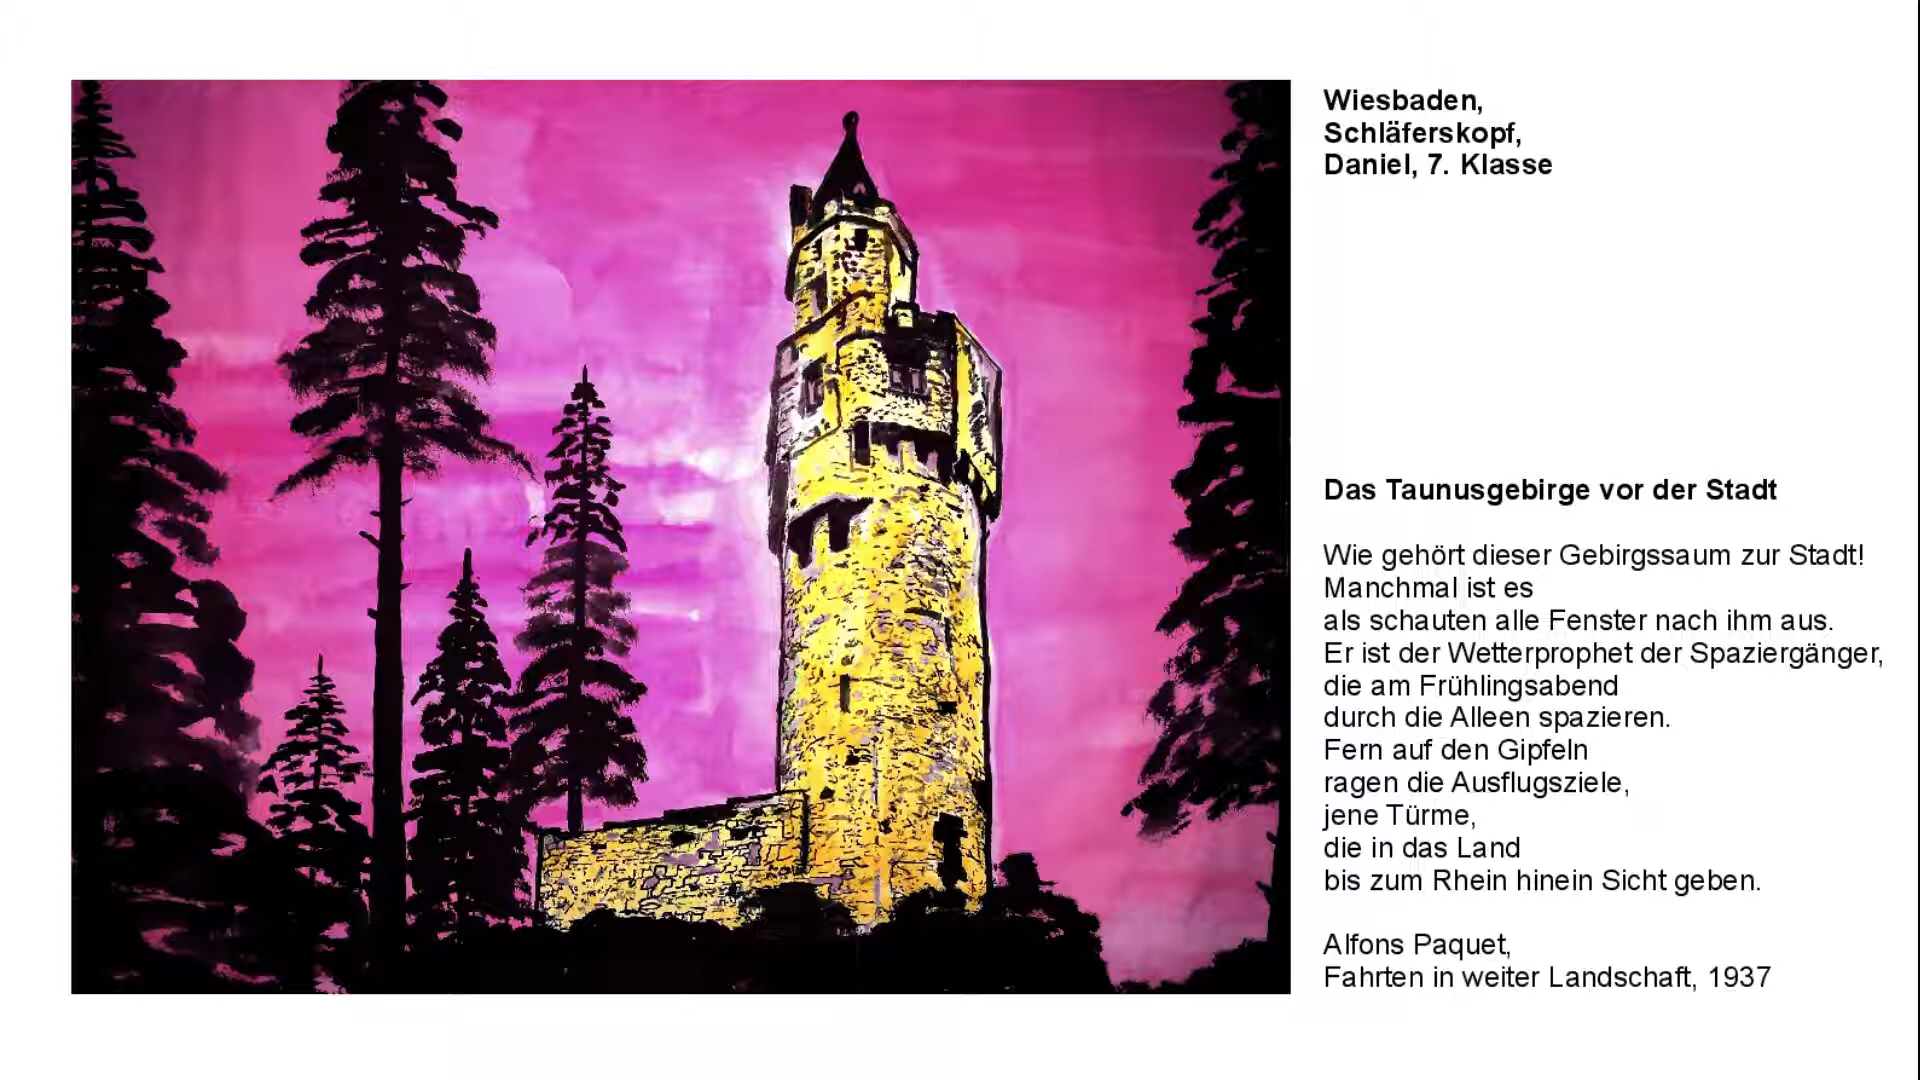 Wiesbaden,
Schläferskopf,
Daniel, 7. Klasse
Das Taunusgebirge vor der Stadt
Wie gehört dieser Gebirgssaum zur Stadt!
Manchmal ist es
als schauten alle Fenster nach ihm aus.
Er ist der Wetterprophet der Spaziergänger,
die am Frühlingsabend
durch die Alleen spazieren.
Fern auf den Gipfeln
ragen die Ausflugsziele,
jene Türme,
die in das Land
bis zum Rhein hinein Sicht geben.
Alfons Paquet,
Fahrten in weiter Landschaft, 1937